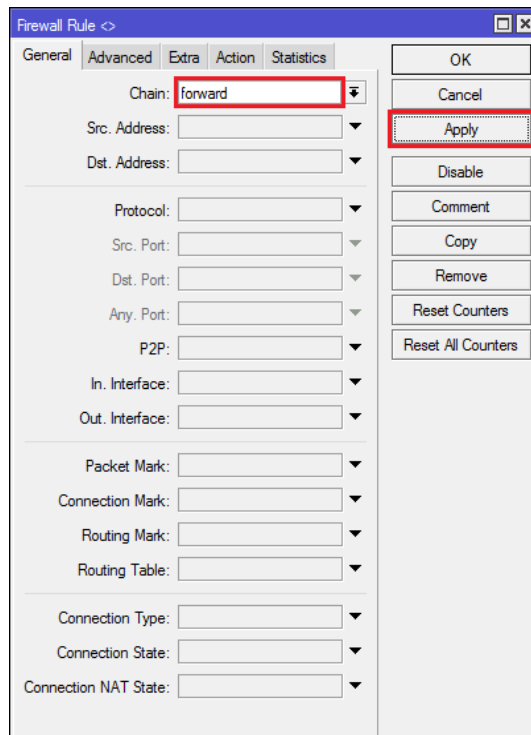 Firewall Rule <>
General Advanced Extra Action Statistics
Chain: forward
Src. Address:
Dst. Address:
Protocol:
Src. Port:
Dst. Port:
Any. Port:
P2P:
In. Interface:
Out. Interface:
Packet Mark:
Connection Mark:
Routing Mark:
Routing Table:
Connection Type:
Connection State:
Connection NAT State:
OK
Cancel
Apply
Disable
Comment
Copy
Remove
Reset Counters
Reset All Counters